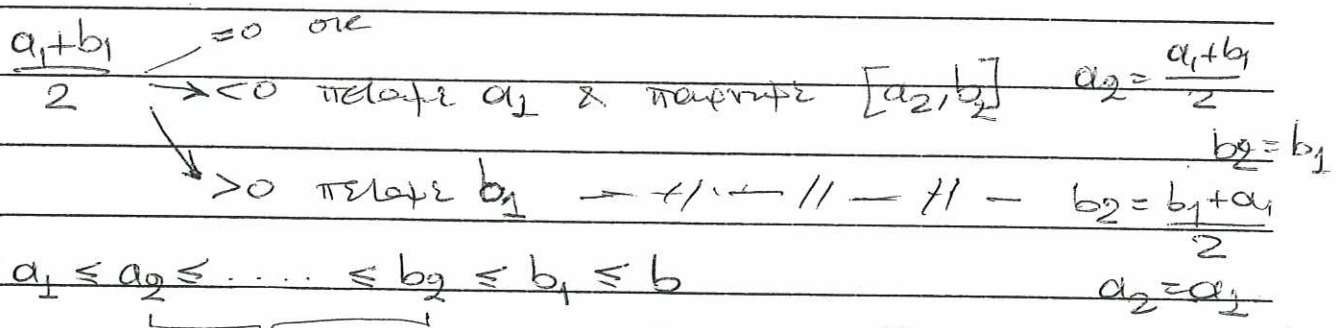 (a₁+b₁)/2 =0 οκ
→ <0 πετάμε a₁ & παίρνουμε [a₂,b₂] a₂ = (a₁+b₁)/2
b₂ = b₁
→ >0 πετάμε b₁ — // — // — // — b₂ = (b₁+a₁)/2
a₁ ≤ a₂ ≤ ..... ≤ b₂ ≤ b₁ ≤ b a₂ = a₁